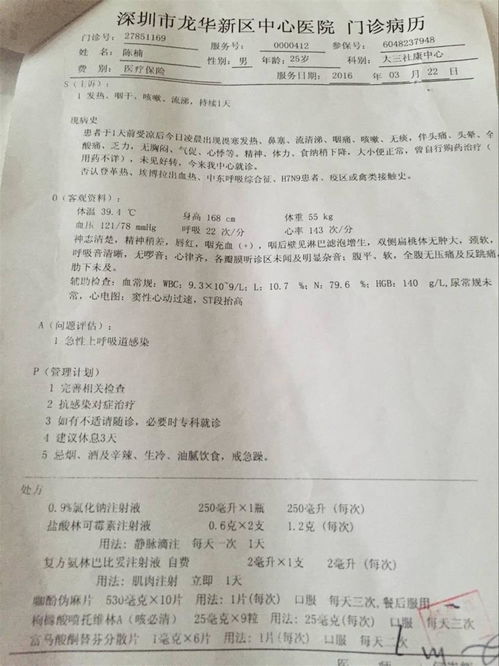 深圳市龙华新区中心医院 门诊病历
门诊号: 27851169 服务号: 0000412 参保号: 6048237948
姓名: 陈楠 性别: 男 年龄: 25岁 科别: 大三社康中心
费别: 医疗保险 服务日期: 2016 年 03 月 22 日
S(主诉):
1 发热、咽干、咳嗽、流涕,持续1天
现病史
患者于1天前受凉后今日凌晨出现畏寒发热、鼻塞、流清涕、咽痛、咳嗽、无痰,伴头痛、头晕、全
酸痛、乏力,无胸闷、气促、心悸等。精神、体力、食纳稍下降,大小便正常,曾自行购药治疗(
用药不详),未见好转,今来我中心就诊。
否认登革热、埃博拉出血热、中东呼吸综合征、H7N9患者、疫区或禽类接触史。
O(客观资料):
体温 39.4 ℃ 身高 168 cm 体重 55 kg
血压 121/78 mmHg 呼吸 22 次/分 心率 143 次/分
神志清楚,精神稍差,唇红,咽充血(+),咽后壁见淋巴滤泡增生,双侧扁桃体无肿大,颈软,
呼吸音清晰,无啰音;心律齐,各瓣膜听诊区未闻及明显杂音;腹平、软,全腹无压痛及反跳痛,
肋下未及。
辅助检查:血常规:WBC: 9.3×10^9/L; L: 10.7 %; N: 79.6 %; HGB: 140 g/L,尿常规未
常,心电图:窦性心动过速,ST段抬高
A(问题评估):
1 急性上呼吸道感染
P(管理计划)
1 完善相关检查
2 抗感染对症治疗
3 如有不适请随诊,必要时专科就诊
4 建议休息3天
5 忌烟、酒及辛辣、生冷、油腻饮食,戒急躁。
处方
0.9%氯化钠注射液 250毫升×1瓶 250毫升 (每次)
盐酸林可霉素注射液 0.6克×2支 1.2克 (每次)
用法: 静脉滴注 每天一次 1天
复方氨林巴比妥注射液 自费 2毫升×1支 2毫升 (每次)
用法: 肌肉注射 立即 1天
咖酚伪麻片 530毫克×10片 用法: 1片(每次) 口服 每天三次,餐后服用
枸橼酸喷托维林A(咳必清) 25毫克×9粒 用法: 25毫克(每次) 口服 每天三次
富马酸酮替芬分散片 1毫克×6片 用法: 1片(每次) 口服 每天二次
医 师